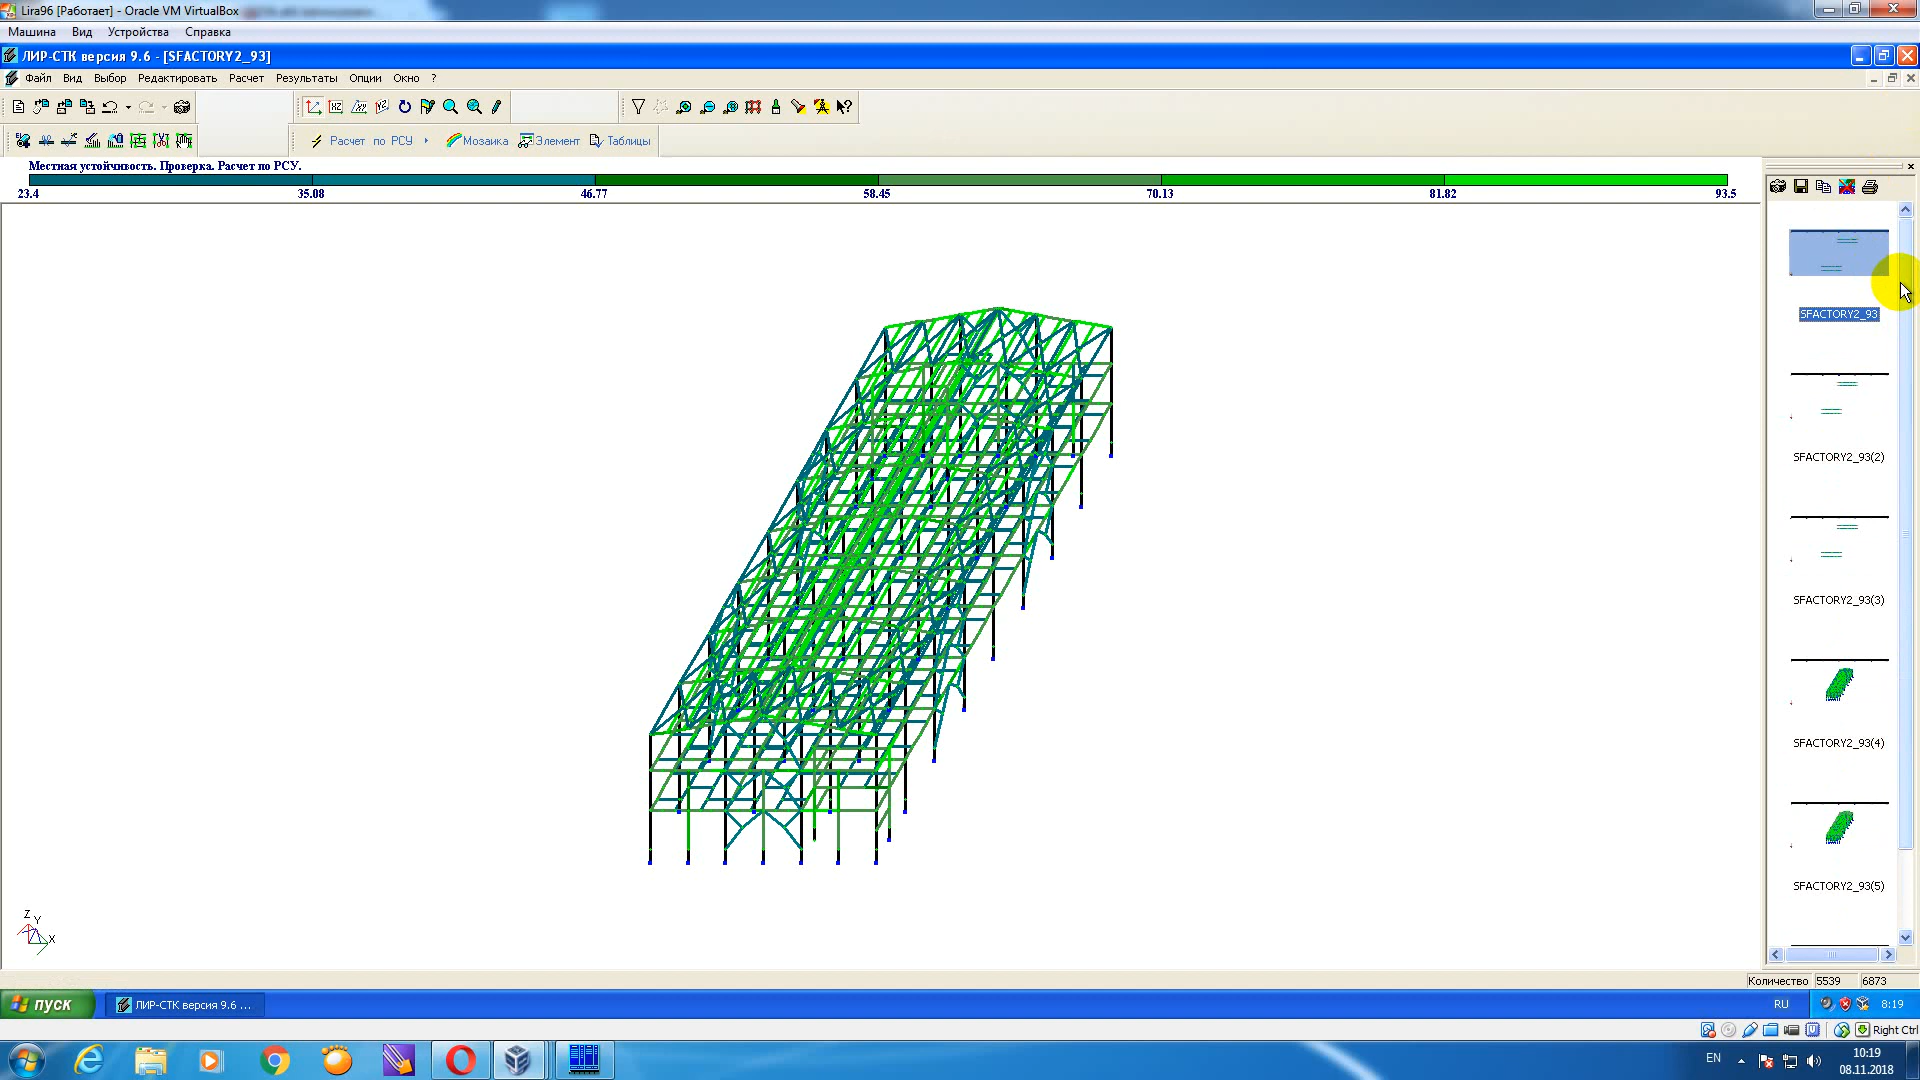 Lira96 [Работает] - Oracle VM VirtualBox
Машина Вид Устройства Справка
ЛИР-СТК версия 9.6 - [SFACTORY2_93]
Файл Вид Выбор Редактировать Расчет Результаты Опции Окно ?
Расчет по РСУ Мозаика Элемент Таблицы
Местная устойчивость. Проверка. Расчет по РСУ.
23.4 35.08 46.77 58.45 70.13 81.82 93.5
SFACTORY2_93
SFACTORY2_93(2)
SFACTORY2_93(3)
SFACTORY2_93(4)
SFACTORY2_93(5)
Z
Y
X
Количество 5539 6873
пуск ЛИР-СТК версия 9.6 ... RU 8:19
Right Ctrl
EN 10:19
08.11.2018